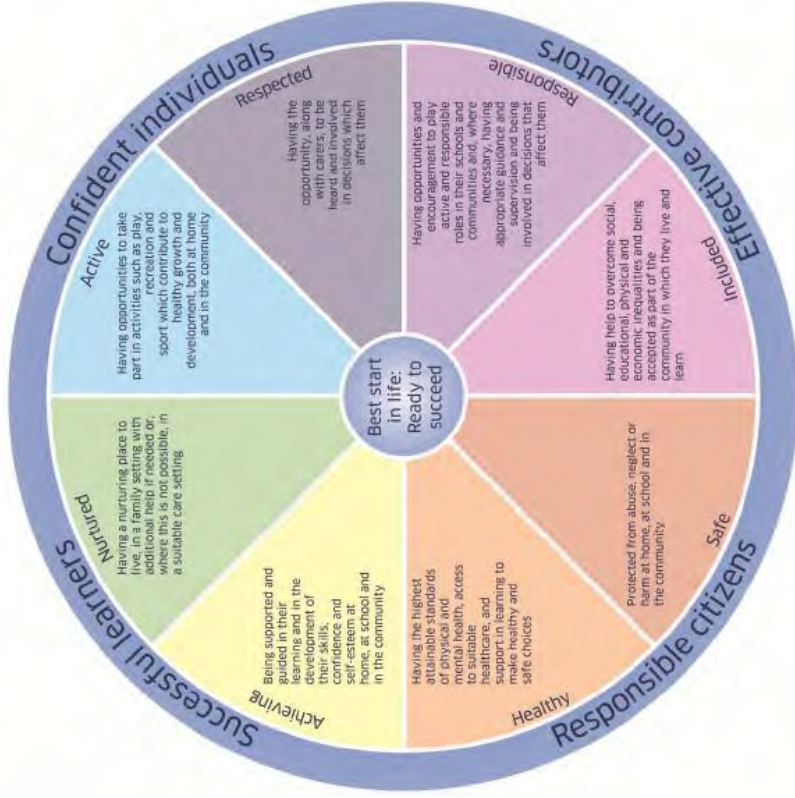 Confident individuals
Effective contributors
Responsible citizens
Successful learners
Best start
in life:
Ready to
succeed
Nurtured
Having a nurturing place to
live, in a family setting with
additional help if needed or,
where this is not possible, in
a suitable care setting
Active
Having opportunities to take
part in activities such as play,
recreation and
sport which contribute to
healthy growth and
development, both at home
and in the community
Respected
Having the
opportunity, along
with carers, to be
heard and involved
in decisions which
affect them
Responsible
Having opportunities and
encouragement to play
active and responsible
roles in their schools and
communities and, where
necessary, having
appropriate guidance and
supervision and being
involved in decisions that
affect them
Included
Having help to overcome social,
educational, physical and
economic inequalities and being
accepted as part of the
community in which they live and
learn
Safe
Protected from abuse, neglect or
harm at home, at school and in
the community
Healthy
Having the highest
attainable standards
of physical and
mental health, access
to suitable
healthcare, and
support in learning to
make healthy and
safe choices
Achieving
Being supported and
guided in their
learning and in the
development of
their skills,
confidence and
self-esteem at
home, at school and
in the community